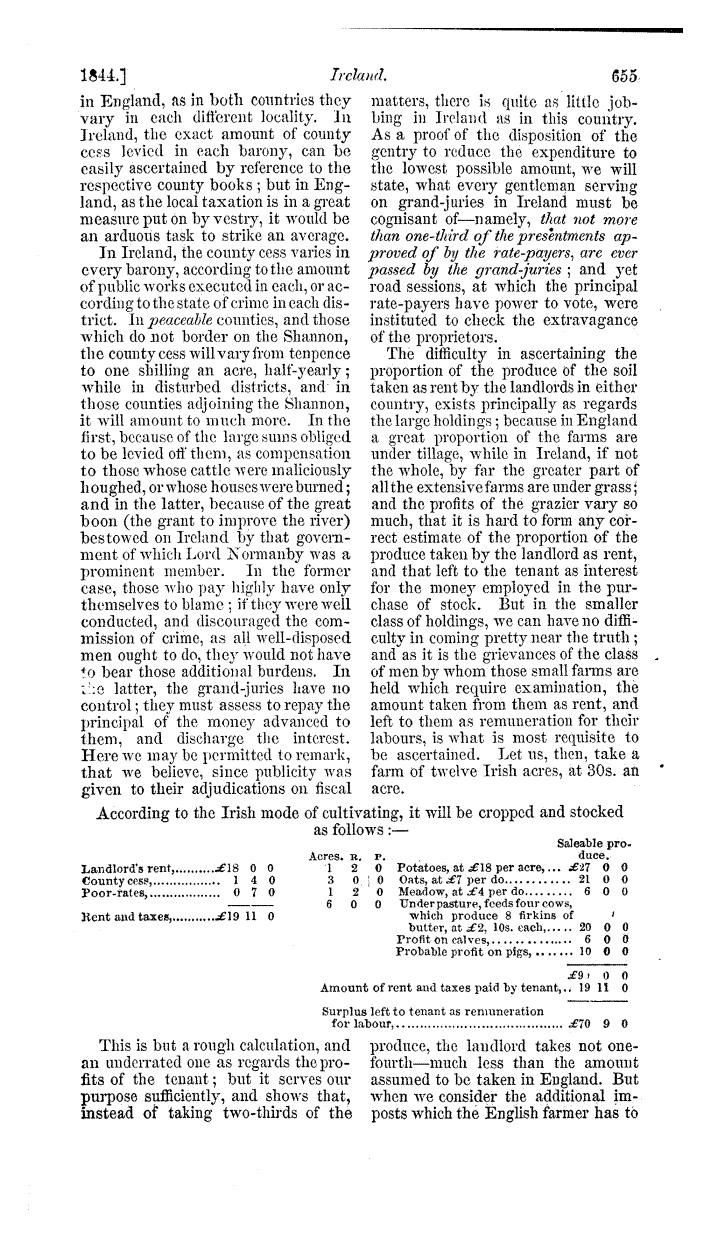 1844.] Ireland. 655
in England, as in both countries they
vary in each different locality. In
Ireland, the exact amount of county
cess levied in each barony, can be
easily ascertained by reference to the
respective county books ; but in Eng-
land, as the local taxation is in a great
measure put on by vestry, it would be
an arduous task to strike an average.
In Ireland, the county cess varies in
every barony, according to the amount
of public works executed in each, or ac-
cording to the state of crime in each dis-
trict. In peaceable counties, and those
which do not border on the Shannon,
the county cess will vary from tenpence
to one shilling an acre, half-yearly ;
while in disturbed districts, and in
those counties adjoining the Shannon,
it will amount to much more. In the
first, because of the large sums obliged
to be levied off them, as compensation
to those whose cattle were maliciously
houghed, or whose houses were burned ;
and in the latter, because of the great
boon (the grant to improve the river)
bestowed on Ireland by that govern-
ment of which Lord Normanby was a
prominent member. In the former
case, those who pay highly have only
themselves to blame ; if they were well
conducted, and discouraged the com-
mission of crime, as all well-disposed
men ought to do, they would not have
to bear those additional burdens. In
the latter, the grand-juries have no
control ; they must assess to repay the
principal of the money advanced to
them, and discharge the interest.
Here we may be permitted to remark,
that we believe, since publicity was
given to their adjudications on fiscal
matters, there is quite as little job-
bing in Ireland as in this country.
As a proof of the disposition of the
gentry to reduce the expenditure to
the lowest possible amount, we will
state, what every gentleman serving
on grand-juries in Ireland must be
cognisant of—namely, that not more
than one-third of the presentments ap-
proved of by the rate-payers, are ever
passed by the grand-juries ; and yet
road sessions, at which the principal
rate-payers have power to vote, were
instituted to check the extravagance
of the proprietors.
The difficulty in ascertaining the
proportion of the produce of the soil
taken as rent by the landlords in either
country, exists principally as regards
the large holdings ; because in England
a great proportion of the farms are
under tillage, while in Ireland, if not
the whole, by far the greater part of
all the extensive farms are under grass ;
and the profits of the grazier vary so
much, that it is hard to form any cor-
rect estimate of the proportion of the
produce taken by the landlord as rent,
and that left to the tenant as interest
for the money employed in the pur-
chase of stock. But in the smaller
class of holdings, we can have no diffi-
culty in coming pretty near the truth ;
and as it is the grievances of the class
of men by whom those small farms are
held which require examination, the
amount taken from them as rent, and
left to them as remuneration for their
labours, is what is most requisite to
be ascertained. Let us, then, take a
farm of twelve Irish acres, at 30s. an
acre.
According to the Irish mode of cultivating, it will be cropped and stocked
as follows :—
Landlord's rent,..........£18 0 0
County cess,................. 1 4 0
Poor-rates,.................. 0 7 0
Rent and taxes,...........£19 11 0
Saleable pro-
Acres. R. P. duce.
1 2 0 Potatoes, at £18 per acre,... £27 0 0
3 0 0 Oats, at £7 per do............ 21 0 0
1 2 0 Meadow, at £4 per do......... 6 0 0
6 0 0 Under pasture, feeds four cows,
which produce 8 firkins of
butter, at £2, 10s. each,..... 20 0 0
Profit on calves,............... 6 0 0
Probable profit on pigs, ....... 10 0 0
0 0
Amount of rent and taxes paid by tenant,.. 19 11 0
Surplus left to tenant as remuneration
for labour,....................................... £70 9 0
This is but a rough calculation, and
an underrated one as regards the pro-
fits of the tenant ; but it serves our
purpose sufficiently, and shows that,
instead of taking two-thirds of the
produce, the landlord takes not one-
fourth—much less than the amount
assumed to be taken in England. But
when we consider the additional im-
posts which the English farmer has to